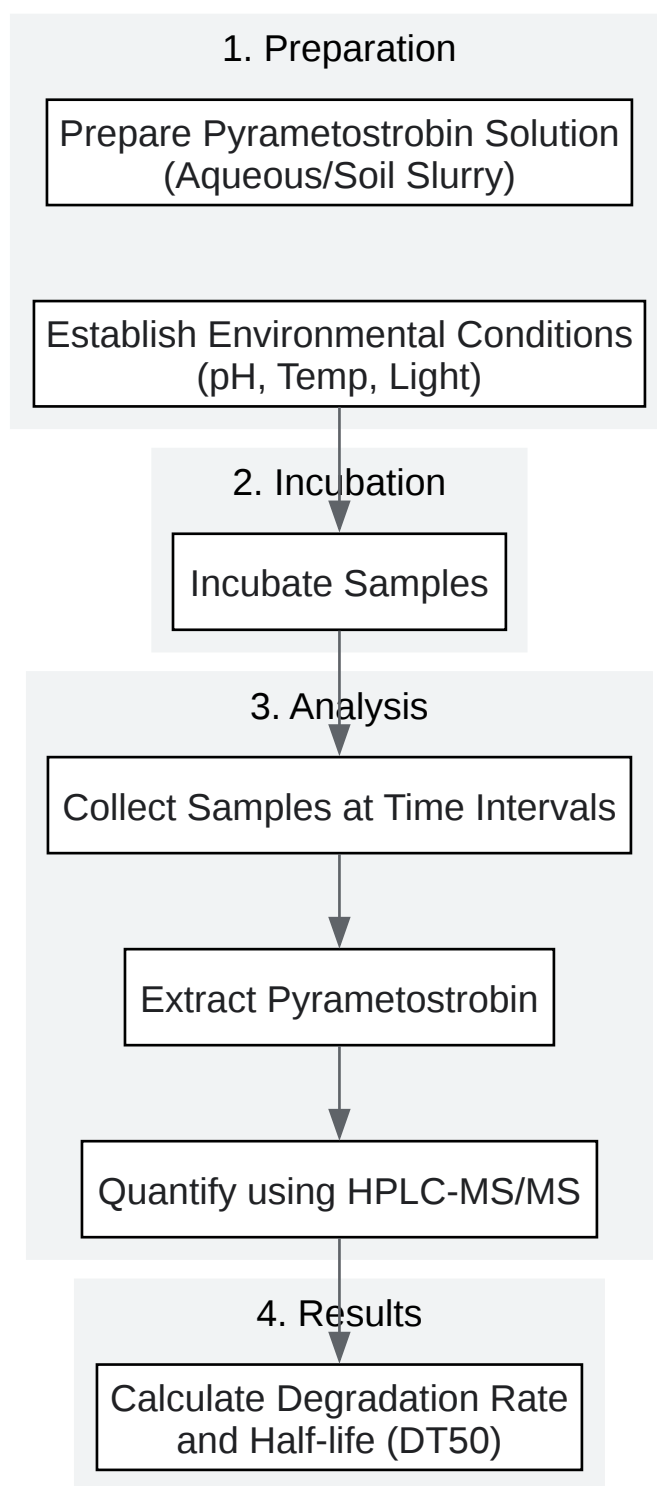 1. Preparation
Prepare Pyrametostrobin Solution
(Aqueous/Soil Slurry)
Establish Environmental Conditions
(pH, Temp, Light)
2. Incubation
Incubate Samples
3. Analysis
Collect Samples at Time Intervals
Extract Pyrametostrobin
Quantify using HPLC-MS/MS
4. Results
Calculate Degradation Rate
and Half-life (DT50)